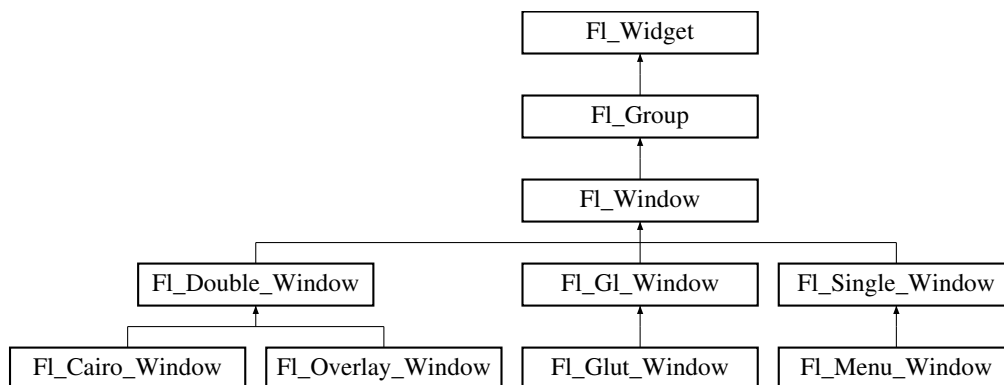 Fl_Widget
Fl_Group
Fl_Window
Fl_Double_Window
Fl_Gl_Window
Fl_Single_Window
Fl_Cairo_Window
Fl_Overlay_Window
Fl_Glut_Window
Fl_Menu_Window